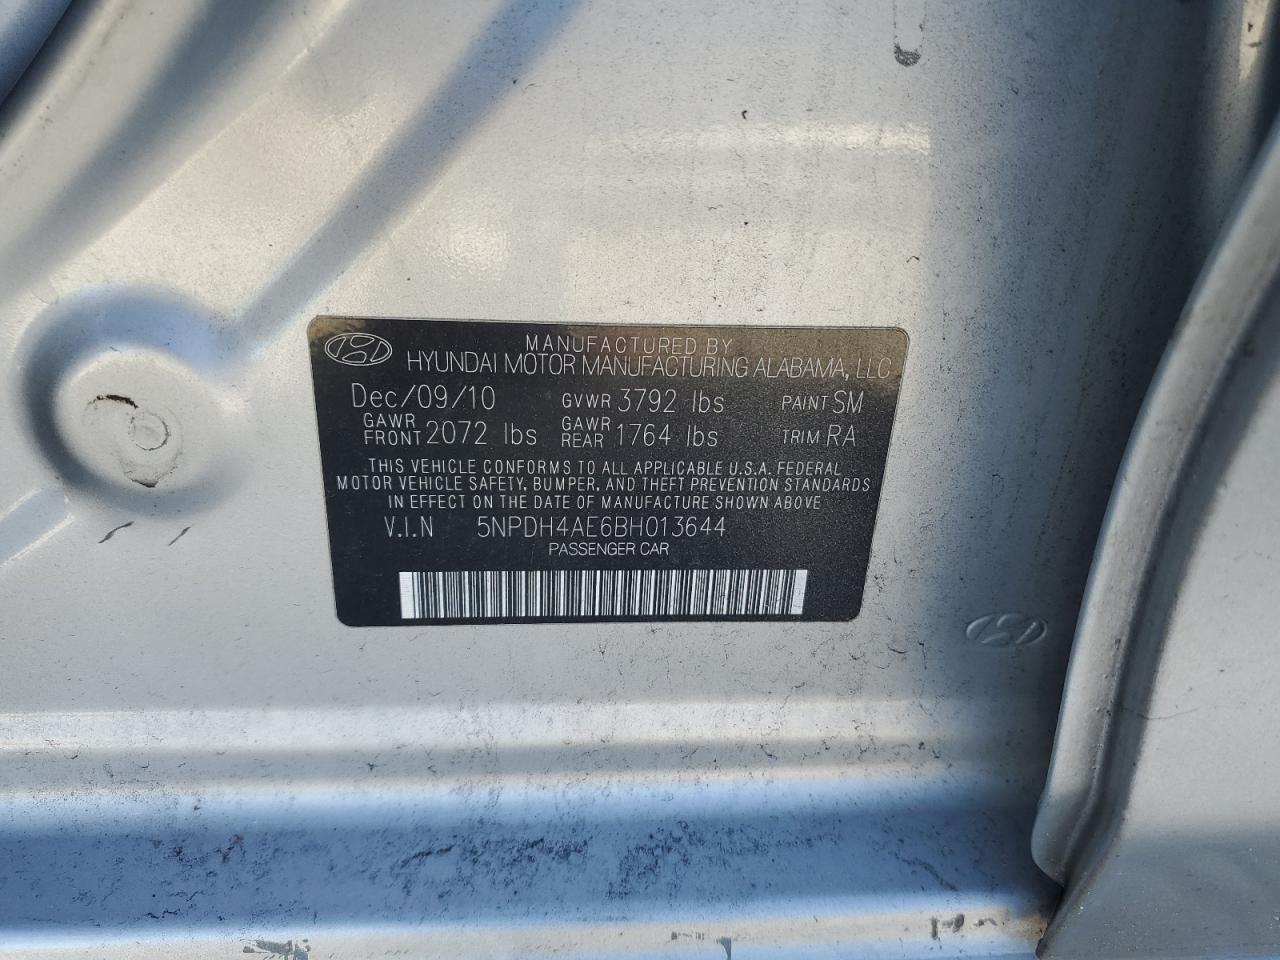 MANUFACTURED BY
HYUNDAI MOTOR MANUFACTURING ALABAMA, LLC
Dec/09/10 GVWR 3792 lbs PAINT SM
GAWR FRONT 2072 lbs GAWR REAR 1764 lbs TRIM RA
THIS VEHICLE CONFORMS TO ALL APPLICABLE U.S.A. FEDERAL
MOTOR VEHICLE SAFETY, BUMPER, AND THEFT PREVENTION STANDARDS
IN EFFECT ON THE DATE OF MANUFACTURE SHOWN ABOVE
V.I.N 5NPDH4AE6BH013644
PASSENGER CAR